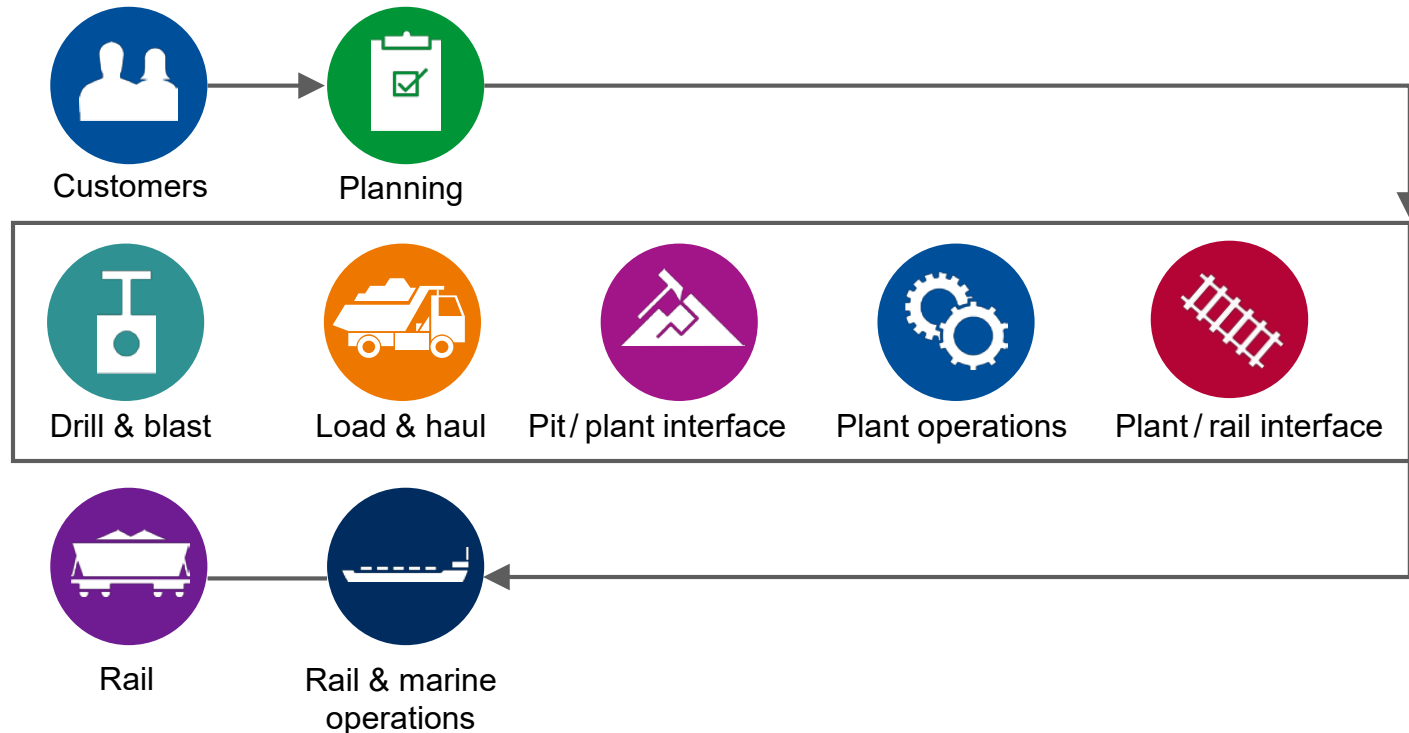 Customers
Planning
Drill & blast
Load & haul
Pit / plant interface
Plant operations
Plant / rail interface
Rail
Rail & marine
operations